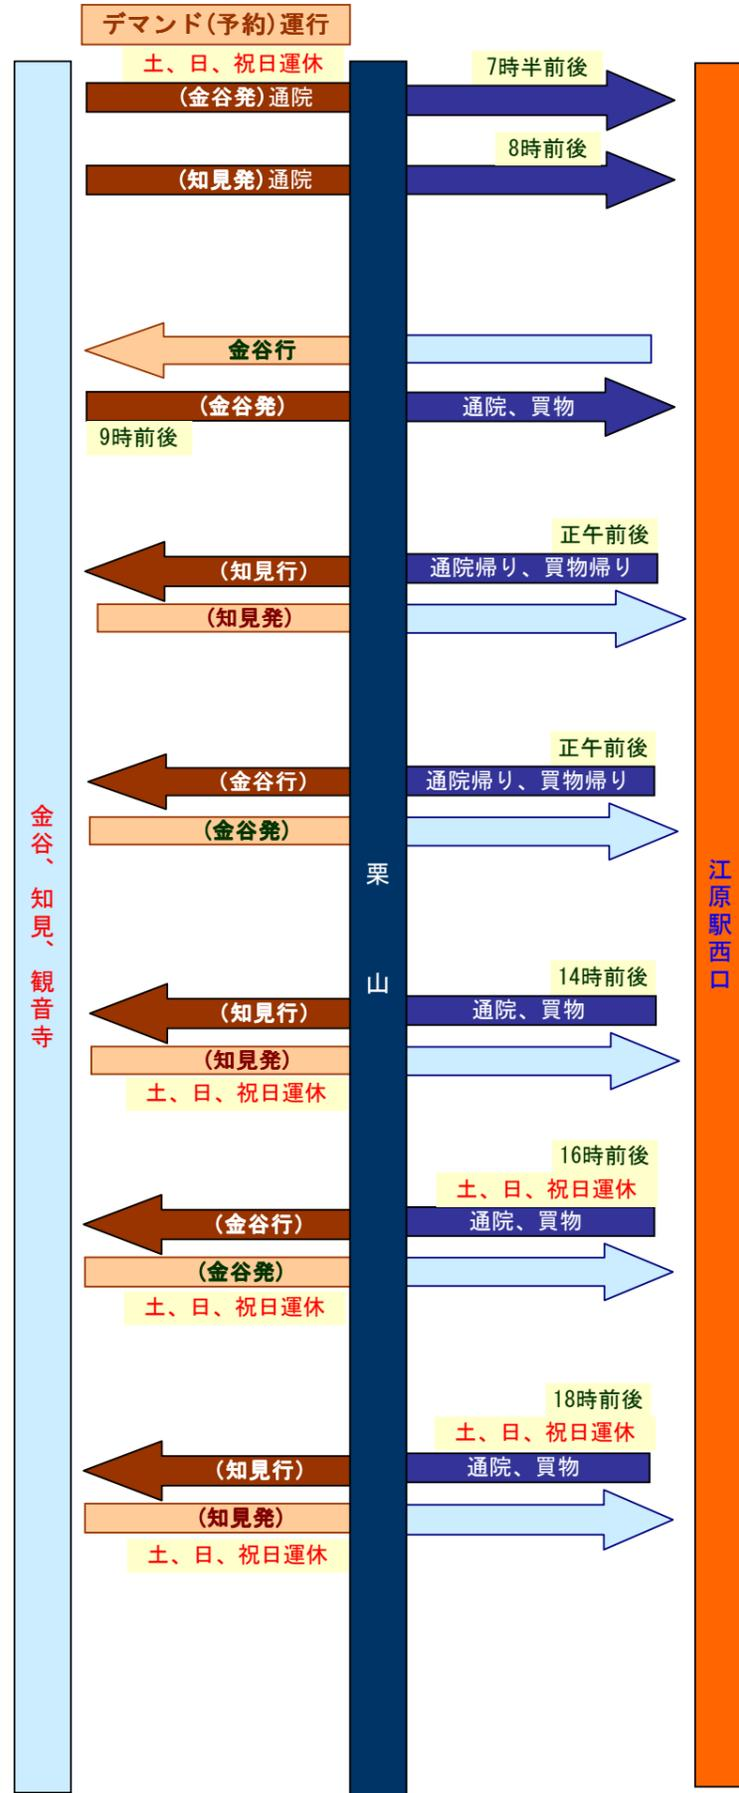 デマンド(予約)運行
土、日、祝日運休
7時半前後
(金谷発)通院
8時前後
(知見発)通院
金谷行
(金谷発)
通院、買物
9時前後
正午前後
(知見行)
通院帰り、買物帰り
(知見発)
正午前後
(金谷行)
通院帰り、買物帰り
(金谷発)
金谷、知見、観音寺
栗山
江原駅西口
14時前後
(知見行)
通院、買物
(知見発)
土、日、祝日運休
16時前後
土、日、祝日運休
(金谷行)
通院、買物
(金谷発)
土、日、祝日運休
18時前後
土、日、祝日運休
(知見行)
通院、買物
(知見発)
土、日、祝日運休